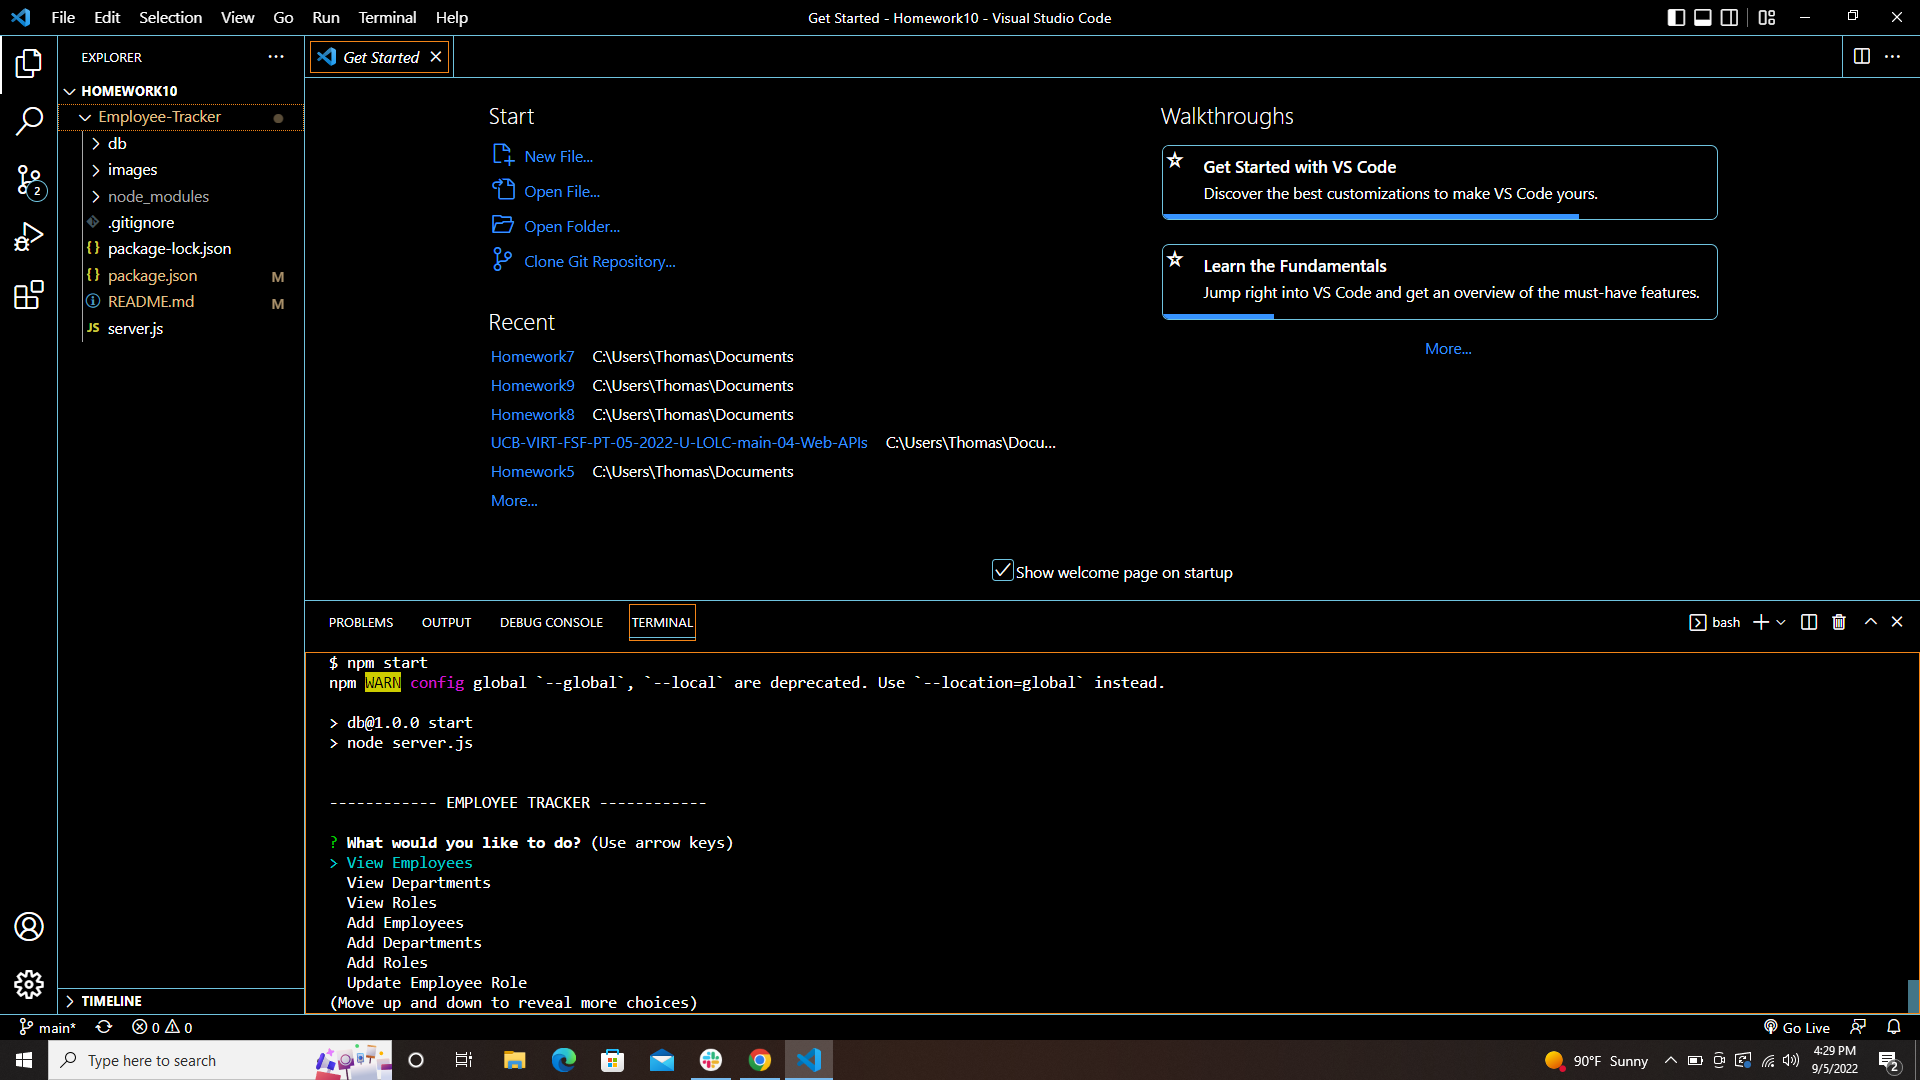 File Edit Selection View Go Run Terminal Help
Get Started - Homework10 - Visual Studio Code
EXPLORER
HOMEWORK10
Employee-Tracker
db
images
node_modules
.gitignore
package-lock.json
package.json M
README.md M
JS server.js
TIMELINE
2
Get Started
Start
New File...
Open File...
Open Folder...
Clone Git Repository...
Recent
Homework7 C:\Users\Thomas\Documents
Homework9 C:\Users\Thomas\Documents
Homework8 C:\Users\Thomas\Documents
UCB-VIRT-FSF-PT-05-2022-U-LOLC-main-04-Web-APIs C:\Users\Thomas\Docu...
Homework5 C:\Users\Thomas\Documents
More...
Walkthroughs
Get Started with VS Code
Discover the best customizations to make VS Code yours.
Learn the Fundamentals
Jump right into VS Code and get an overview of the must-have features.
More...
Show welcome page on startup
PROBLEMS OUTPUT DEBUG CONSOLE TERMINAL
bash
$ npm start
npm WARN config global `--global`, `--local` are deprecated. Use `--location=global` instead.
> db@1.0.0 start
> node server.js
------------ EMPLOYEE TRACKER ------------
? What would you like to do? (Use arrow keys)
> View Employees
View Departments
View Roles
Add Employees
Add Departments
Add Roles
Update Employee Role
(Move up and down to reveal more choices)
main* 0 0
Go Live
Type here to search
90°F Sunny
4:29 PM
9/5/2022
2